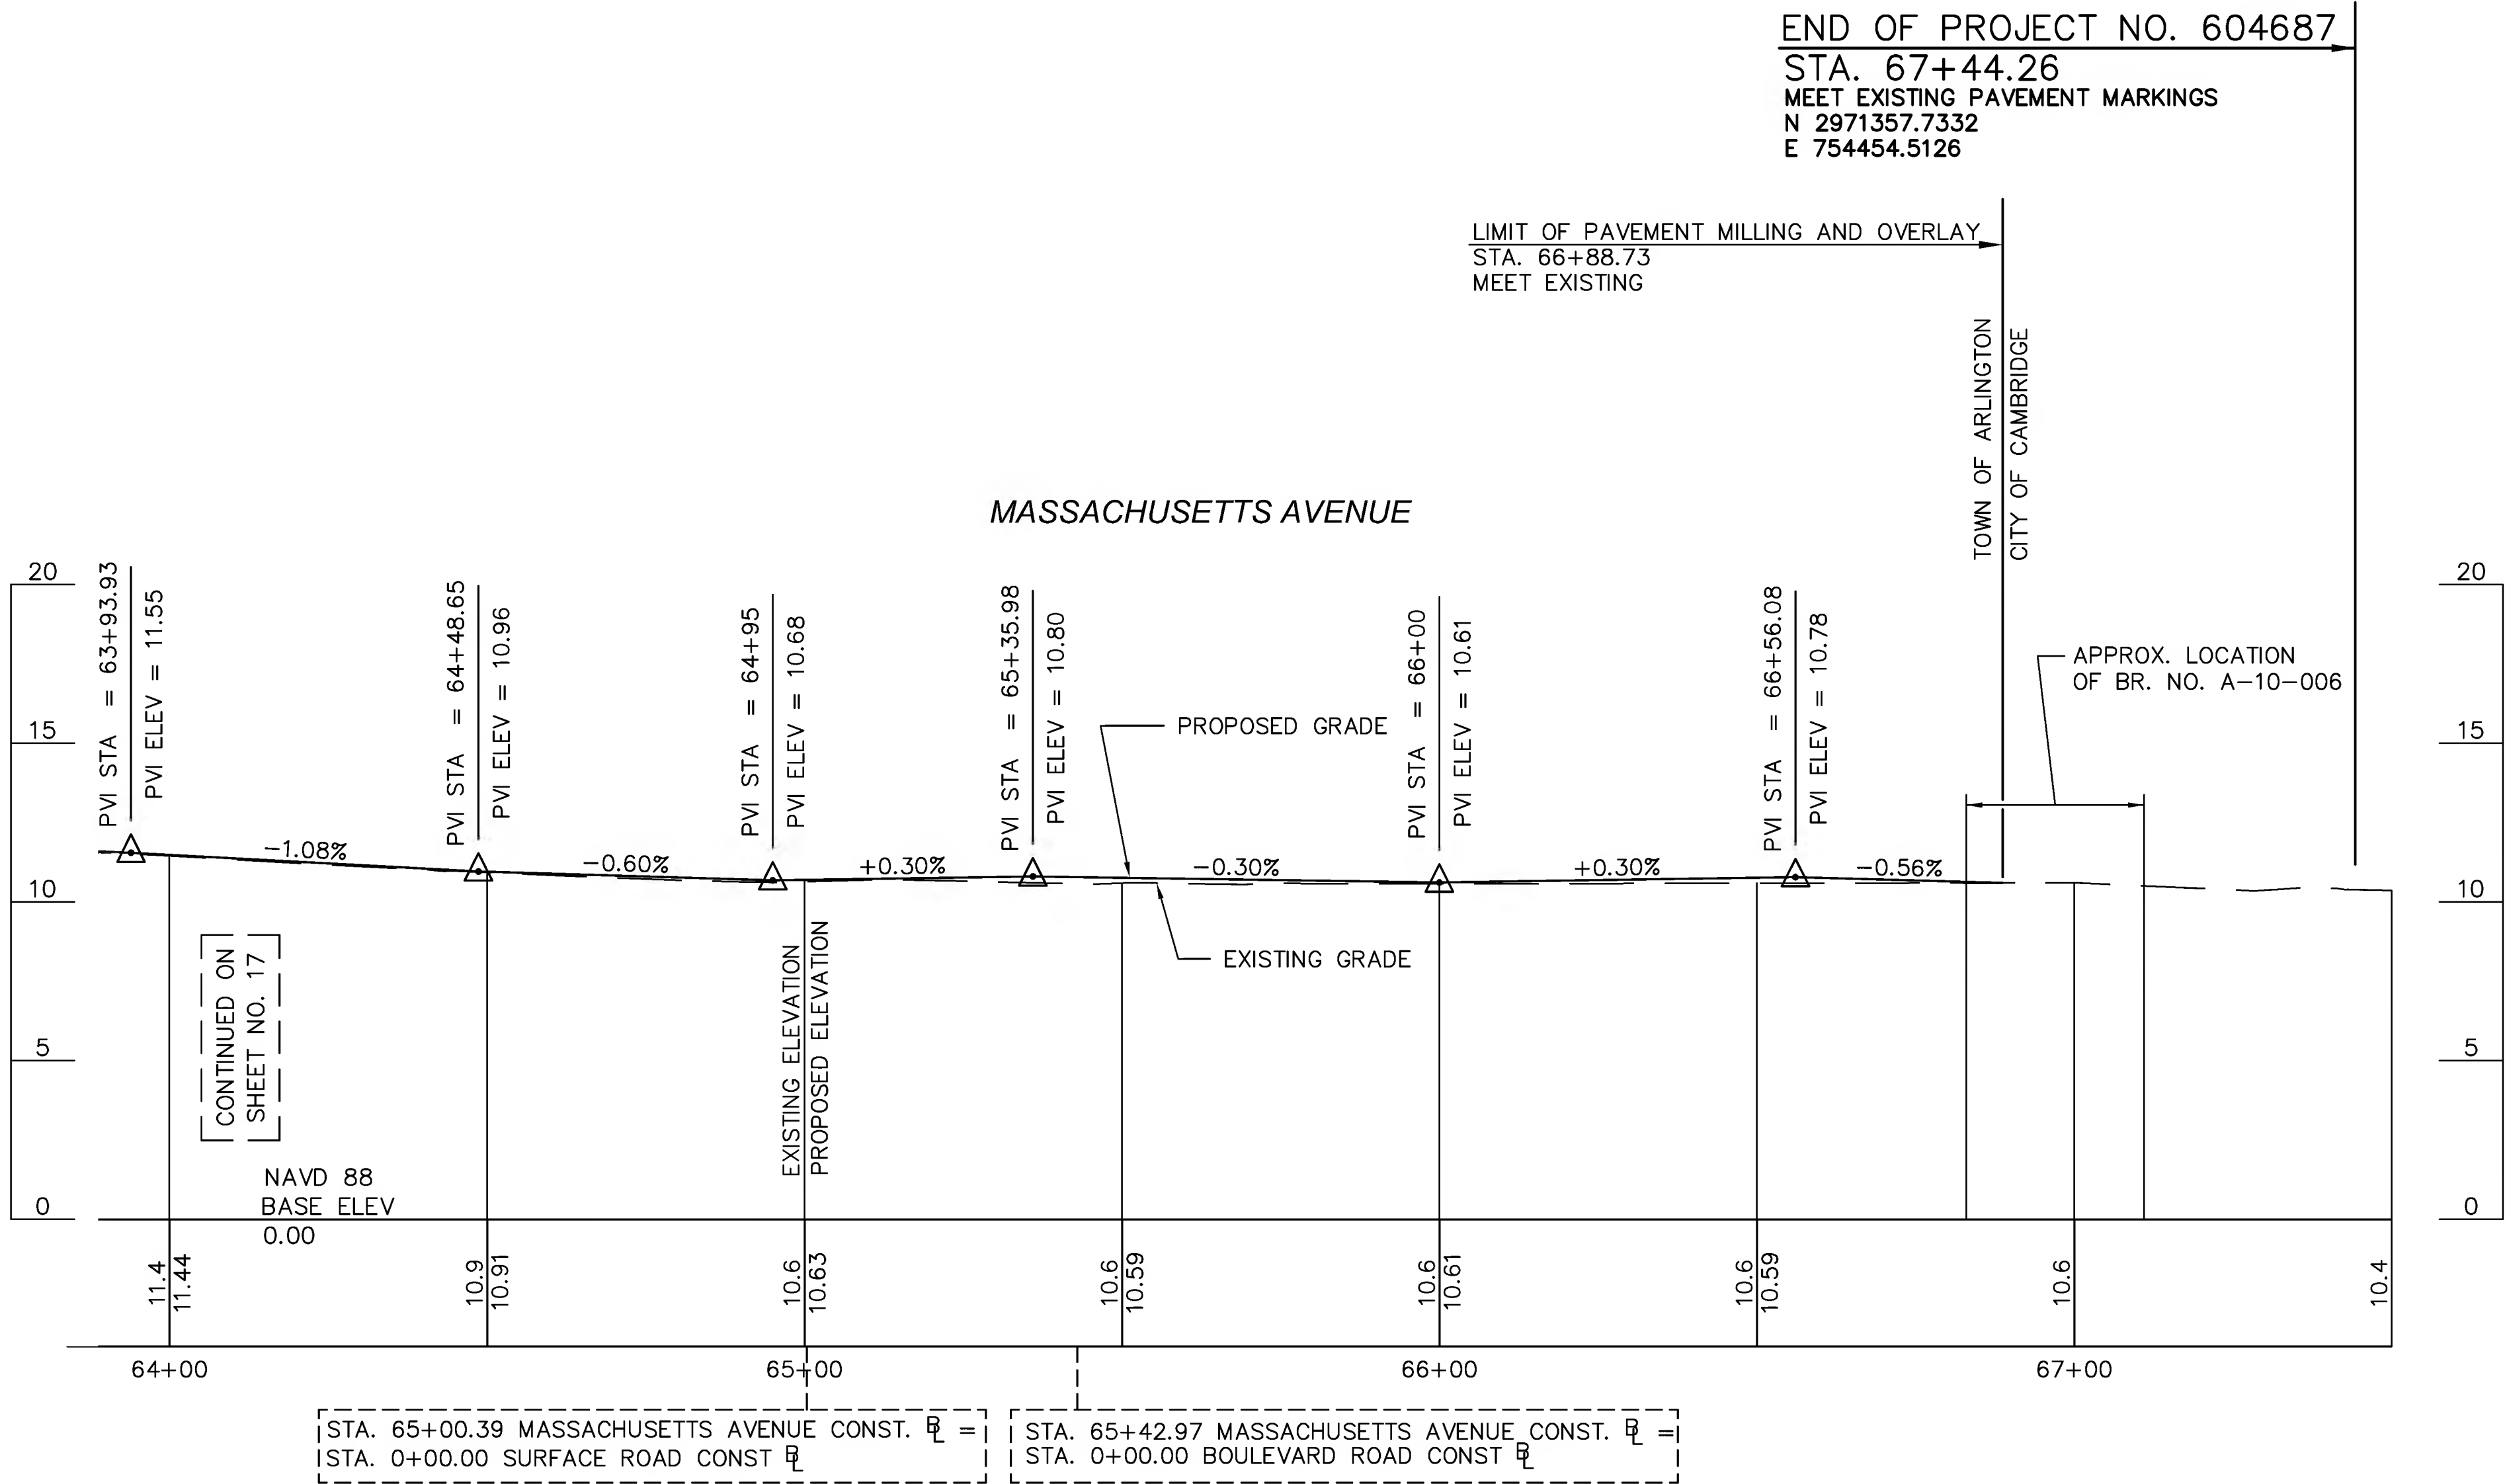 END OF PROJECT NO. 604687
STA. 67+44.26
MEET EXISTING PAVEMENT MARKINGS
N 2971357.7332
E 754454.5126
LIMIT OF PAVEMENT MILLING AND OVERLAY
STA. 66+88.73
MEET EXISTING
TOWN OF ARLINGTON
CITY OF CAMBRIDGE
MASSACHUSETTS AVENUE
20
15
10
5
0
PVI STA = 63+93.93
PVI ELEV = 11.55
PVI STA = 64+48.65
PVI ELEV = 10.96
PVI STA = 64+95
PVI ELEV = 10.68
PVI STA = 65+35.98
PVI ELEV = 10.80
PVI STA = 66+00
PVI ELEV = 10.61
PVI STA = 66+56.08
PVI ELEV = 10.78
20
15
10
5
0
APPROX. LOCATION
OF BR. NO. A-10-006
PROPOSED GRADE
-1.08%
-0.60%
+0.30%
-0.30%
+0.30%
-0.56%
EXISTING GRADE
CONTINUED ON
SHEET NO. 17
EXISTING ELEVATION
PROPOSED ELEVATION
NAVD 88
BASE ELEV
0.00
11.4
11.44
10.9
10.91
10.6
10.63
10.6
10.59
10.6
10.61
10.6
10.59
10.6
10.4
64+00
65+00
66+00
67+00
STA. 65+00.39 MASSACHUSETTS AVENUE CONST. BL =
STA. 0+00.00 SURFACE ROAD CONST BL
STA. 65+42.97 MASSACHUSETTS AVENUE CONST. BL =
STA. 0+00.00 BOULEVARD ROAD CONST BL